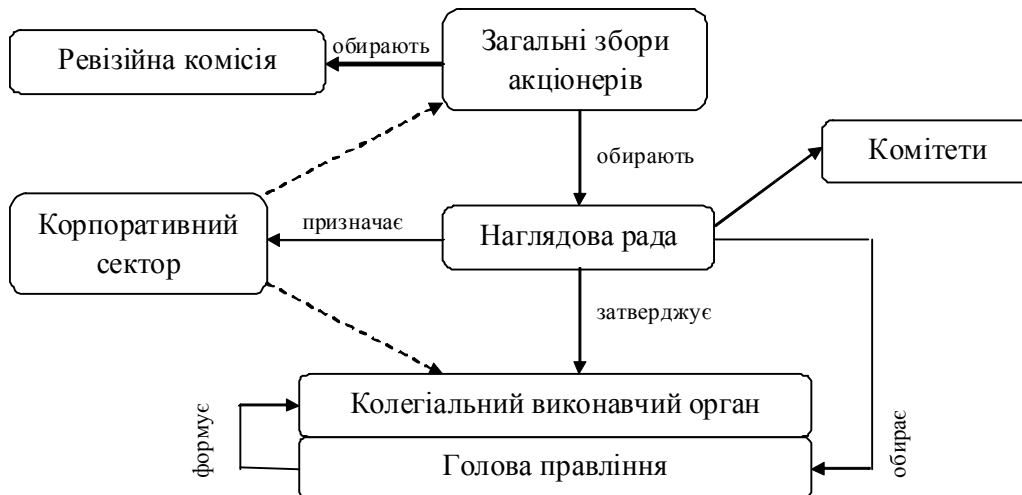 Ревізійна комісія
обирають
Загальні збори
акціонерів
обирають
Комітети
Корпоративний
сектор
призначає
Наглядова рада
затверджує
Колегіальний виконавчий орган
формує
Голова правління
обирає